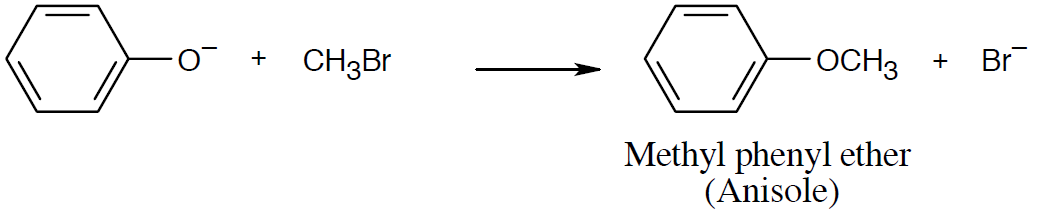 O⁻ + CH₃Br OCH₃ + Br⁻
Methyl phenyl ether
(Anisole)